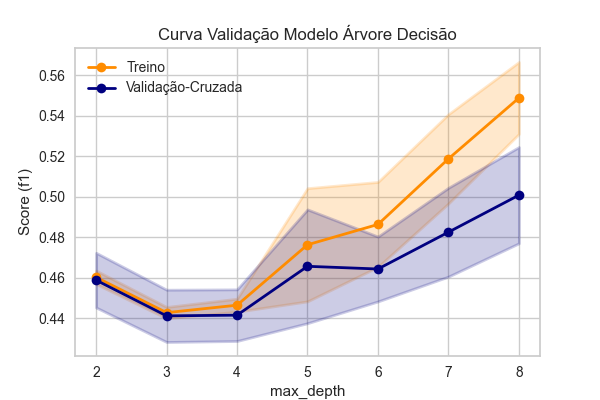 Curva Validação Modelo Árvore Decisão
Treino
Validação-Cruzada
Score (f1)
0.56
0.54
0.52
0.50
0.48
0.46
0.44
2 3 4 5 6 7 8
max_depth